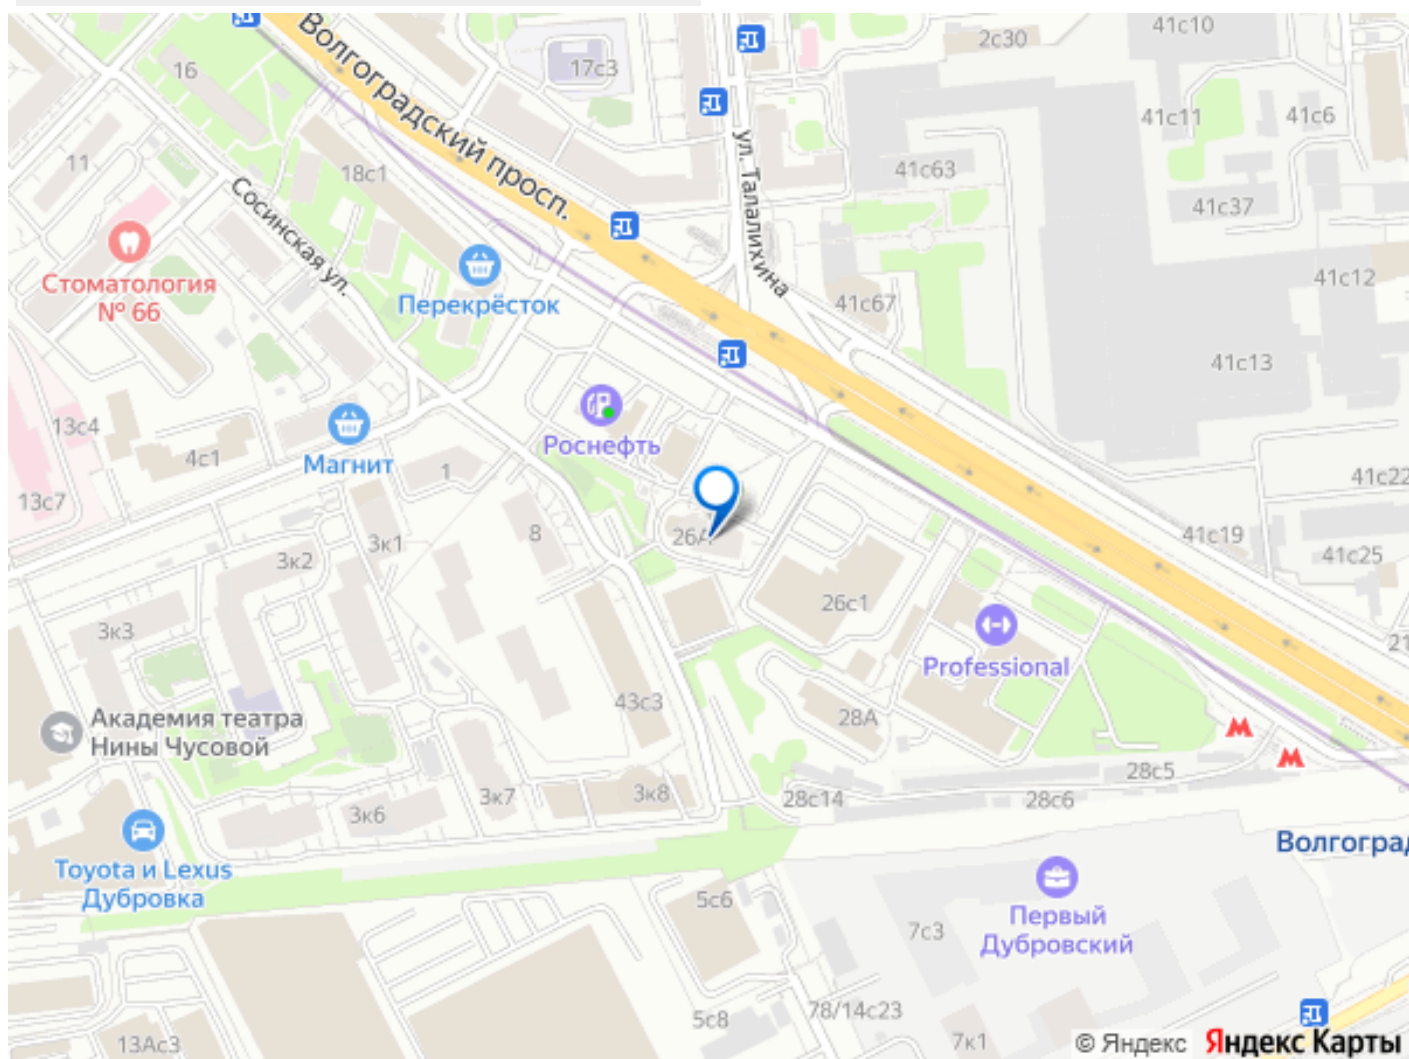 41с10
2с30
17с3
16
Волгоградский просп.
41с11
41с6
ул. Талалихина
11
18с1
41с63
Сосинская ул.
41с37
Стоматология
№ 66
Перекрёсток
41с67
41с12
41с13
13с4
Роснефть
4с1
Магнит
1
41с22
13с7
8
26А
41с19
3к1
41с25
3к2
26с1
3к3
Professional
21
43с3
28А
Академия театра
Нины Чусовой
28с5
3к7
3к8
28с14
28с6
3к6
Волгоград
Toyota и Lexus
Дубровка
5с6
Первый
Дубровский
7с3
78/14с23
5с8
13Ас3
7к1
© Яндекс Яндекс Карты